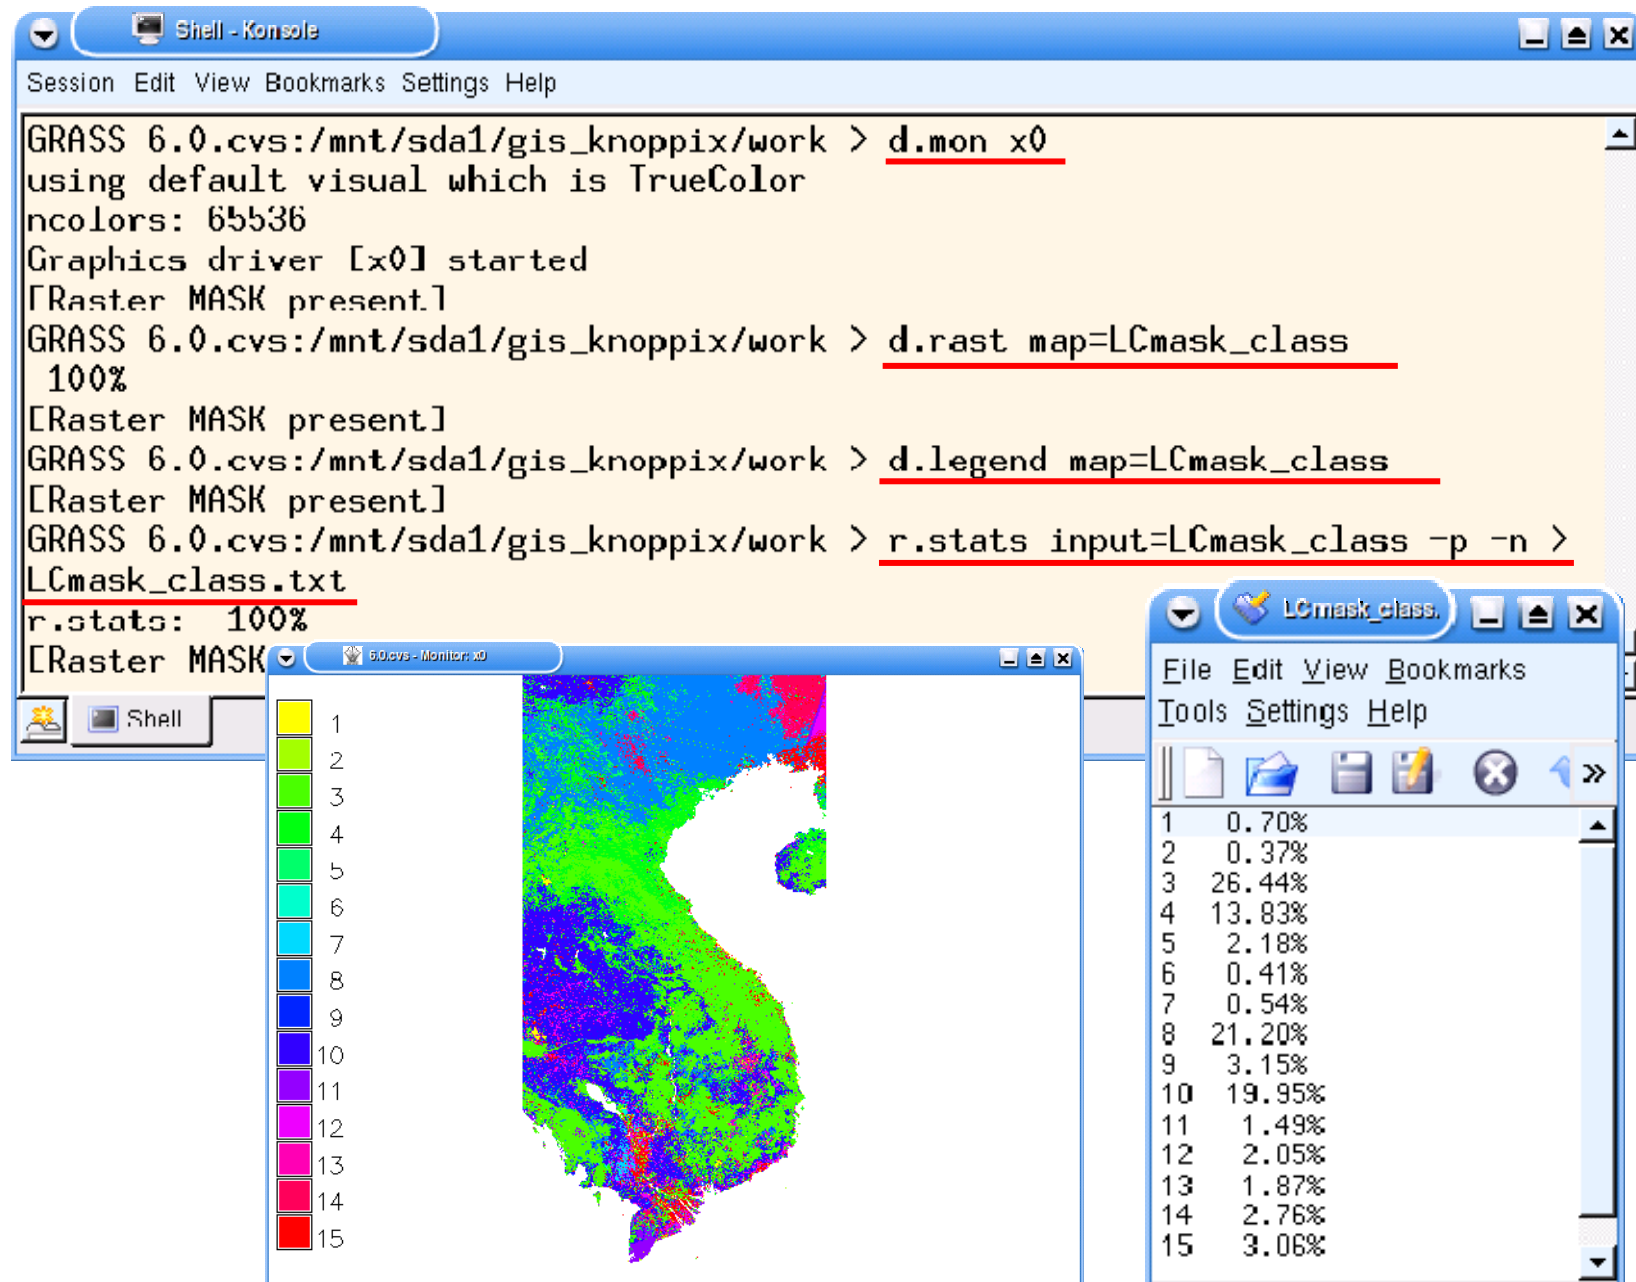 Shell - Konsole
Session Edit View Bookmarks Settings Help
GRASS 6.0.cvs:/mnt/sda1/gis_knoppix/work > d.mon x0
using default visual which is TrueColor
ncolors: 65536
Graphics driver [x0] started
[Raster MASK present]
GRASS 6.0.cvs:/mnt/sda1/gis_knoppix/work > d.rast map=LCmask_class
100%
[Raster MASK present]
GRASS 6.0.cvs:/mnt/sda1/gis_knoppix/work > d.legend map=LCmask_class
[Raster MASK present]
GRASS 6.0.cvs:/mnt/sda1/gis_knoppix/work > r.stats input=LCmask_class -p -n >
LCmask_class.txt
r.stats: 100%
[Raster MASK
Shell
6.0.cvs - Monitor: x0
1
2
3
4
5
6
7
8
9
10
11
12
13
14
15
LCmask_class.
File Edit View Bookmarks
Tools Settings Help
1 0.70%
2 0.37%
3 26.44%
4 13.83%
5 2.18%
6 0.41%
7 0.54%
8 21.20%
9 3.15%
10 19.95%
11 1.49%
12 2.05%
13 1.87%
14 2.76%
15 3.06%